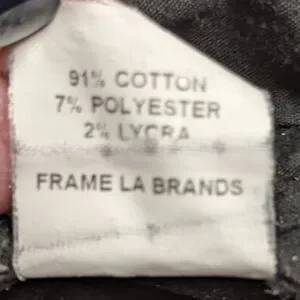 91% COTTON
7% POLYESTER
2% LYCRA
FRAME LA BRANDS